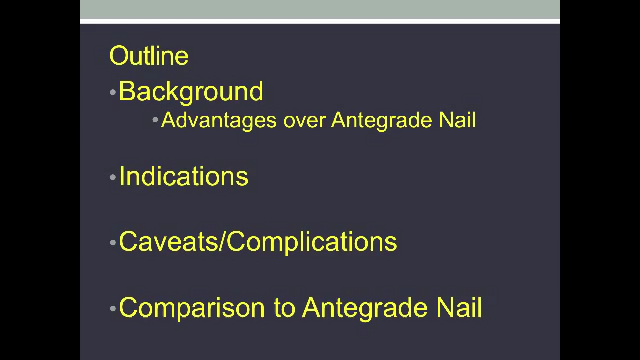 Outline
•Background
•Advantages over Antegrade Nail
•Indications
•Caveats/Complications
•Comparison to Antegrade Nail